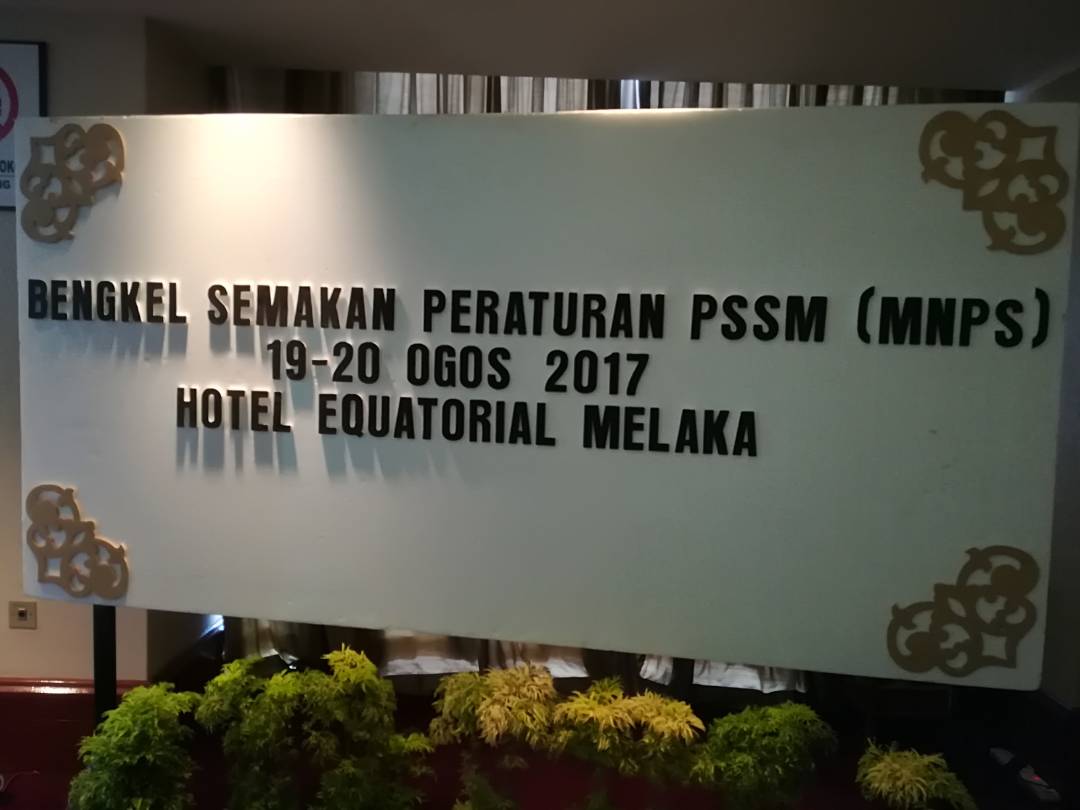 BENGKEL SEMAKAN PERATURAN PSSM (MNPS)
19-20 OGOS 2017
HOTEL EQUATORIAL MELAKA